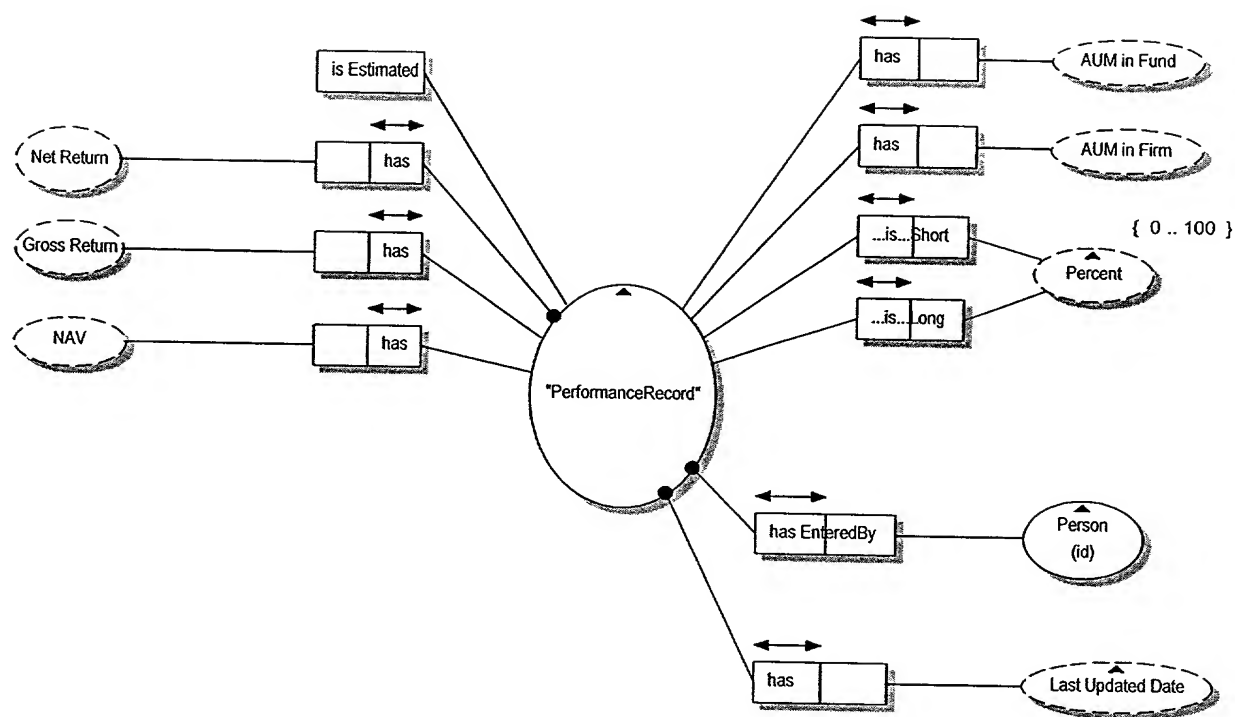 is Estimated
Net Return
has
Gross Return
has
NAV
has
has
AUM in Fund
has
AUM in Firm
...is...Short
{ 0 .. 100 }
Percent
...is...Long
"PerformanceRecord"
has EnteredBy
Person
(id)
has
Last Updated Date